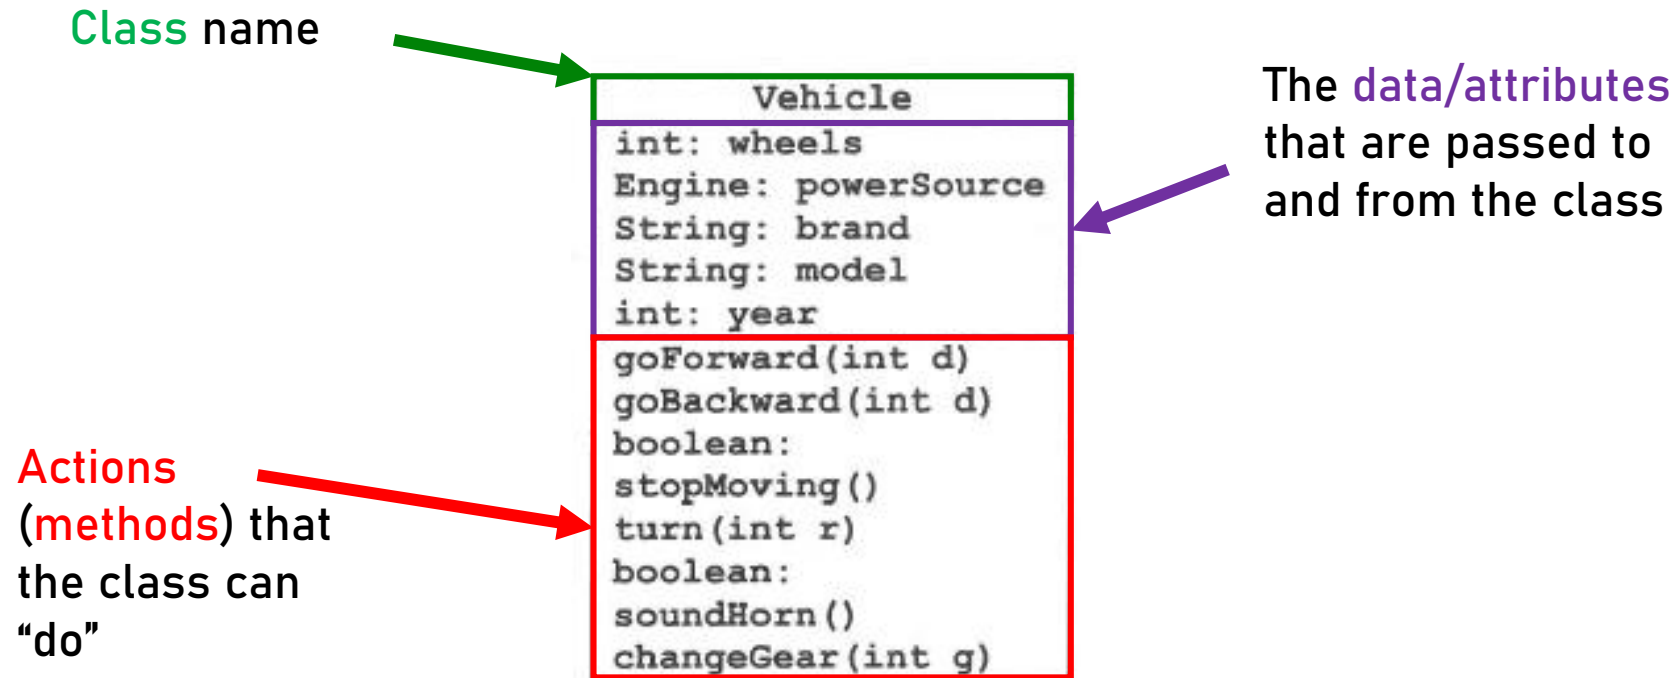 Class name
Vehicle
int: wheels
Engine: powerSource
String: brand
String: model
int: year
goForward(int d)
goBackward(int d)
boolean:
stopMoving()
turn(int r)
boolean:
soundHorn()
changeGear(int g)
The data/attributes
that are passed to
and from the class
Actions
(methods) that
the class can
“do”